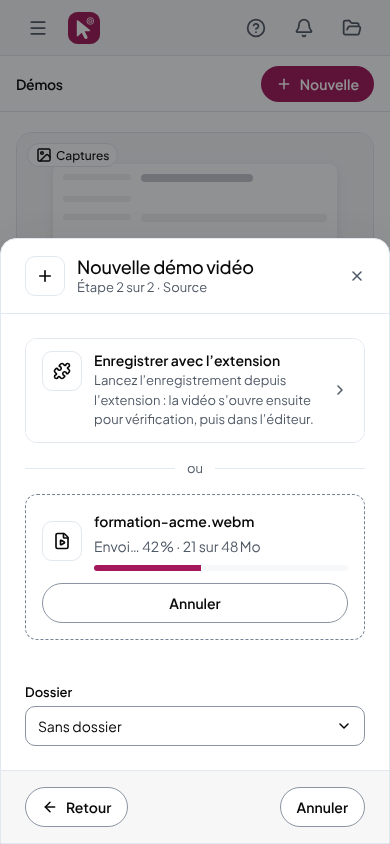 Démos
Nouvelle
Captures
Nouvelle démo vidéo
Étape 2 sur 2 · Source
Enregistrer avec l’extension
Lancez l’enregistrement depuis
l’extension : la vidéo s’ouvre ensuite
pour vérification, puis dans l’éditeur.
ou
formation-acme.webm
Envoi… 42 % · 21 sur 48 Mo
Annuler
Dossier
Sans dossier
Retour
Annuler